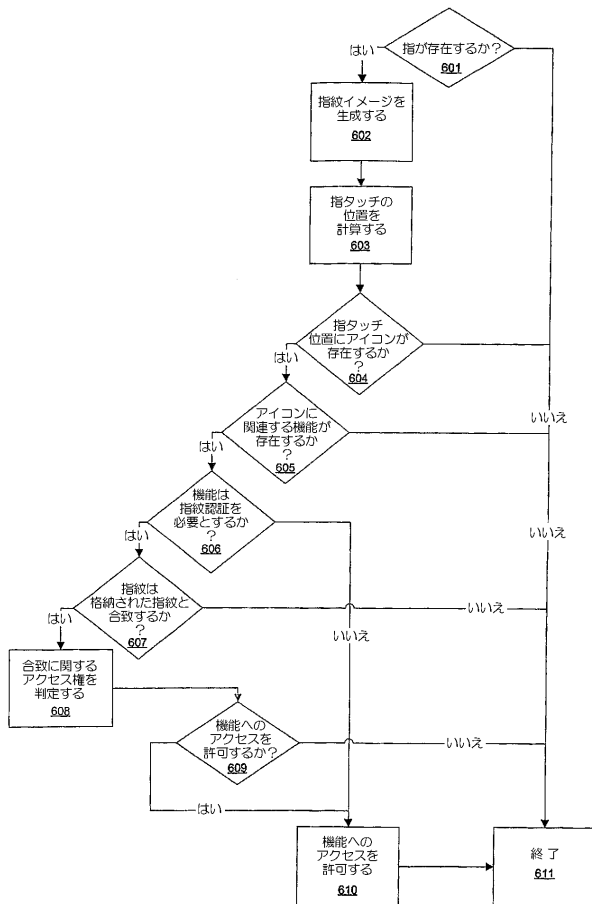 指が存在するか?
601
はい
指紋イメージを
生成する
602
指タッチの
位置を
計算する
603
指タッチ
位置にアイコンが
存在するか
?
604
はい
いいえ
アイコンに
関連する機能が
存在するか
?
605
はい
機能は
指紋認証を
必要とするか
?
606
はい
いいえ
指紋は
格納された指紋と
合致するか
?
607
はい
いいえ
いいえ
合致に関する
アクセス権を
判定する
608
機能への
アクセスを
許可するか?
609
いいえ
はい
機能への
アクセスを
許可する
610
終了
611